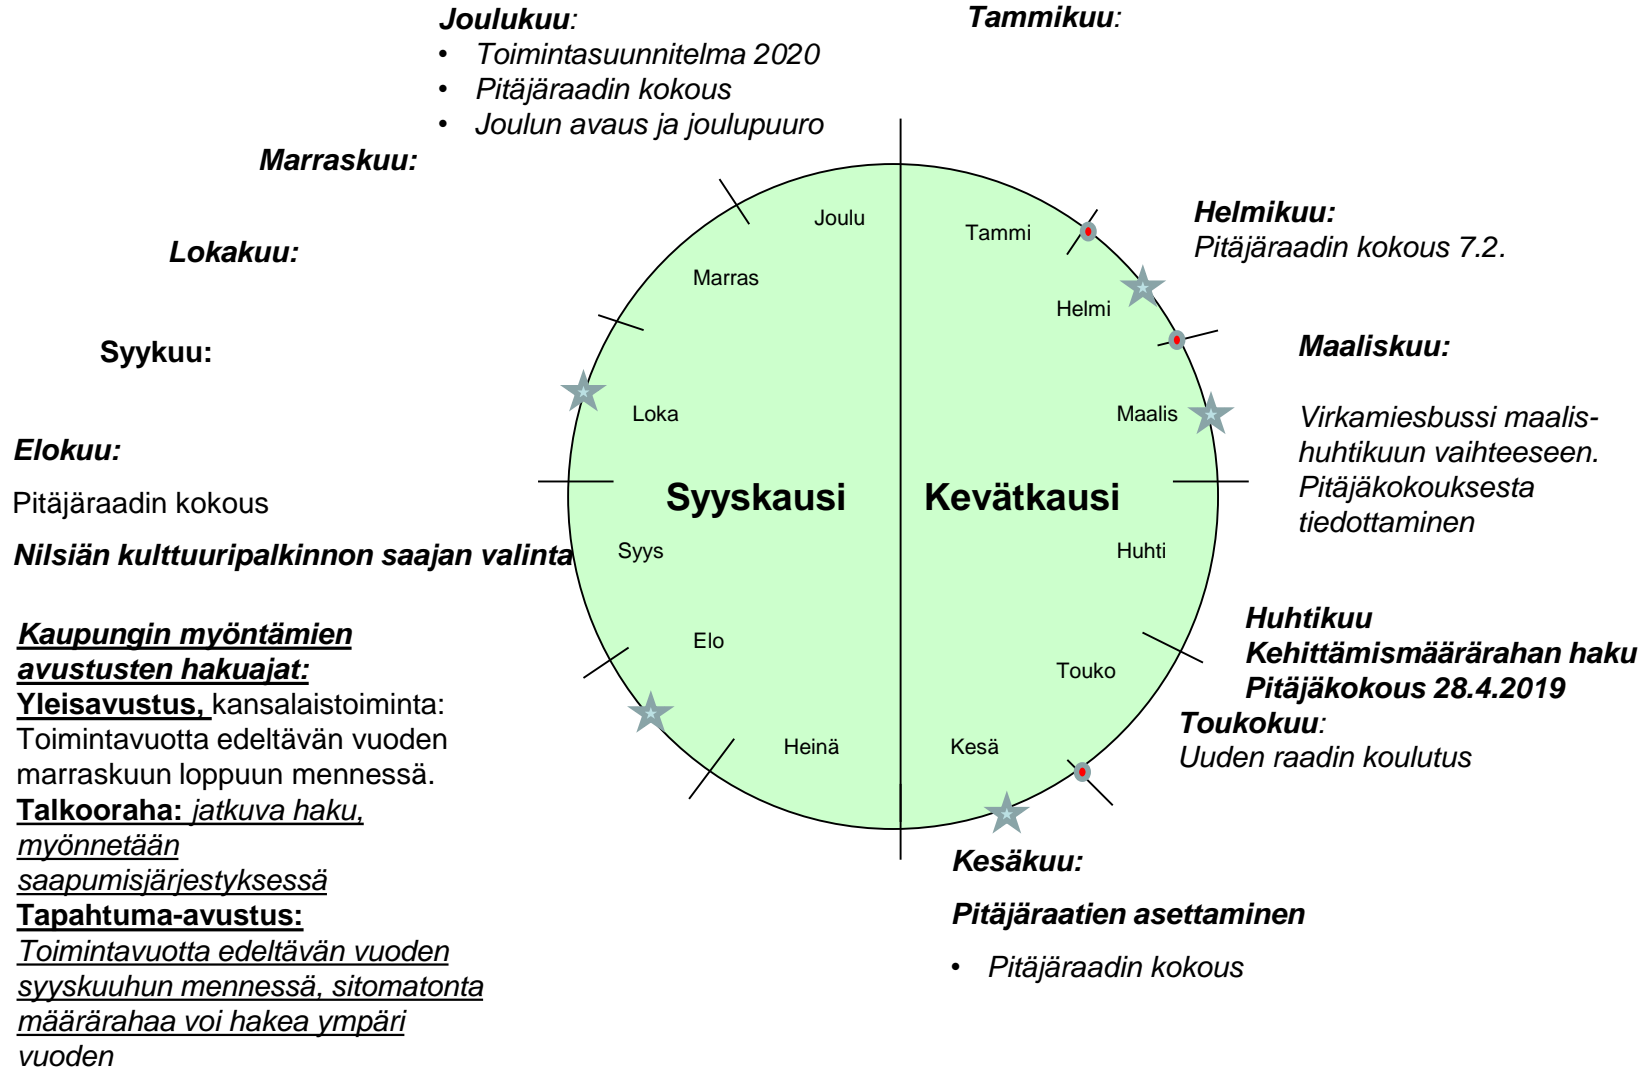 Joulukuu:
• Toimintasuunnitelma 2020
• Pitäjäraadin kokous
• Joulun avaus ja joulupuuro
Tammikuu:
Marraskuu:
Helmikuu:
Pitäjäraadin kokous 7.2.
Lokakuu:
Syykuu:
Maaliskuu:
Virkamiesbussi maalis-
huhtikuun vaihteeseen.
Pitäjäkokouksesta
tiedottaminen
Elokuu:
Pitäjäraadin kokous
Nilsiän kulttuuripalkinnon saajan valinta
Joulu
Tammi
Marras
Helmi
Loka
Maalis
Syyskausi
Kevätkausi
Syys
Huhti
Elo
Touko
Heinä
Kesä
Huhtikuu
Kehittämismäärärahan haku
Pitäjäkokous 28.4.2019
Toukokuu:
Uuden raadin koulutus
Kaupungin myöntämien
avustusten hakuajat:
Yleisavustus, kansalaistoiminta:
Toimintavuotta edeltävän vuoden
marraskuun loppuun mennessä.
Talkooraha: jatkuva haku,
myönnetään
saapumisjärjestyksessä
Tapahtuma-avustus:
Toimintavuotta edeltävän vuoden
syyskuuhun mennessä, sitomatonta
määrärahaa voi hakea ympäri
vuoden
Kesäkuu:
Pitäjäraatien asettaminen
• Pitäjäraadin kokous